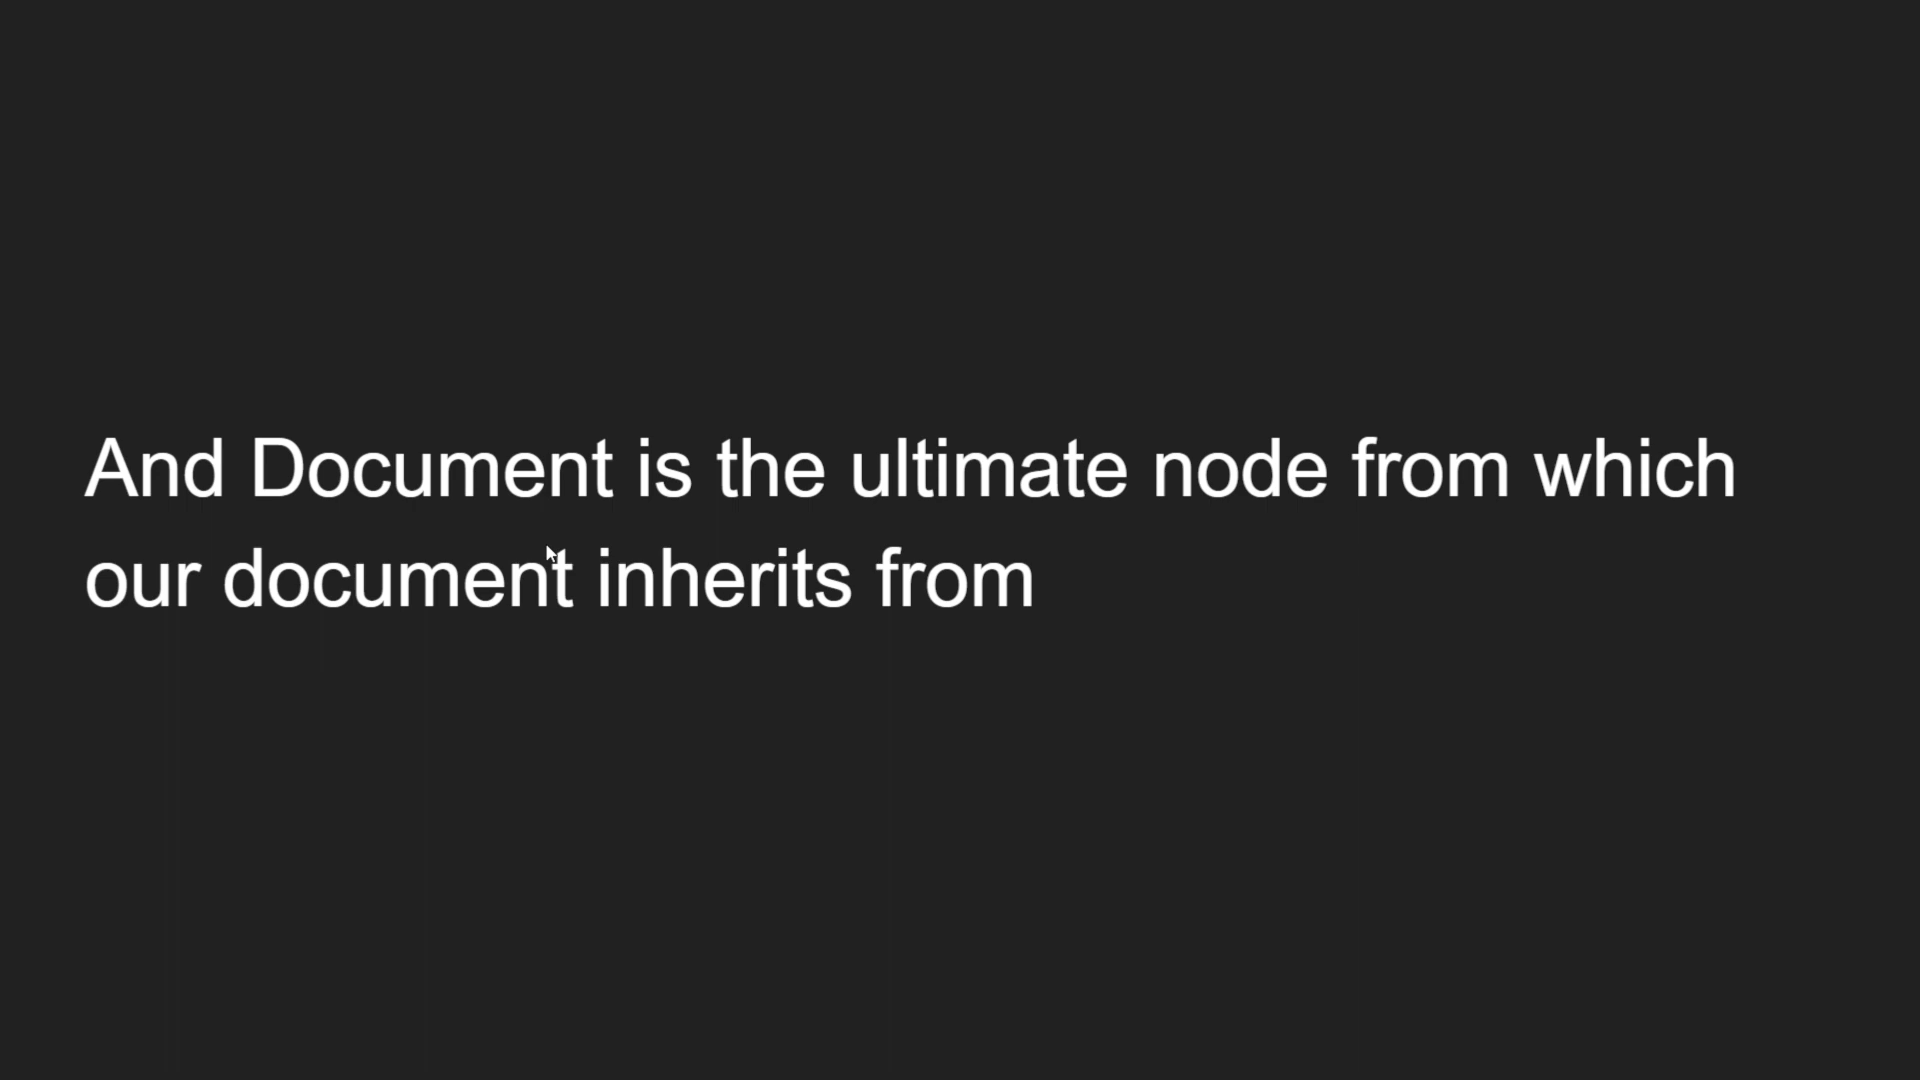 And Document is the ultimate node from which
our document inherits from